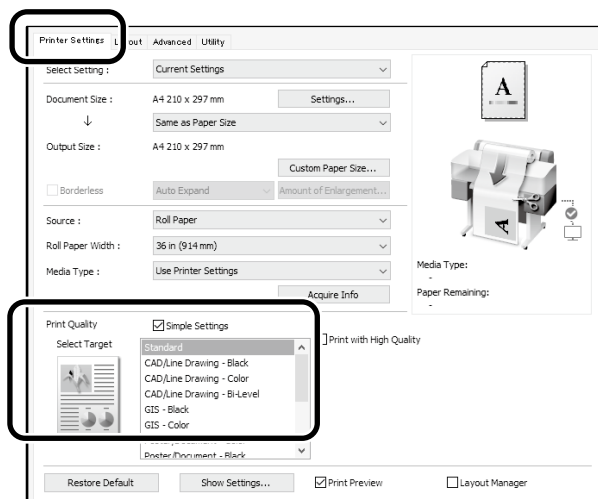 Printer Settings Layout Advanced Utility
Select Setting : Current Settings
Document Size : A4 210 x 297 mm Settings...
↓ Same as Paper Size
Output Size : A4 210 x 297 mm
Custom Paper Size...
Borderless Auto Expand Amount of Enlargement...
Source : Roll Paper
Roll Paper Width : 36 in (914 mm)
Media Type : Use Printer Settings
Acquire Info
A
A
Media Type:
-
Paper Remaining:
-
Print Quality Simple Settings
Select Target Standard Print with High Quality
CAD/Line Drawing - Black
CAD/Line Drawing - Color
CAD/Line Drawing - Bi-Level
GIS - Black
GIS - Color
Poster/Document - Black
Restore Default Show Settings... Print Preview Layout Manager